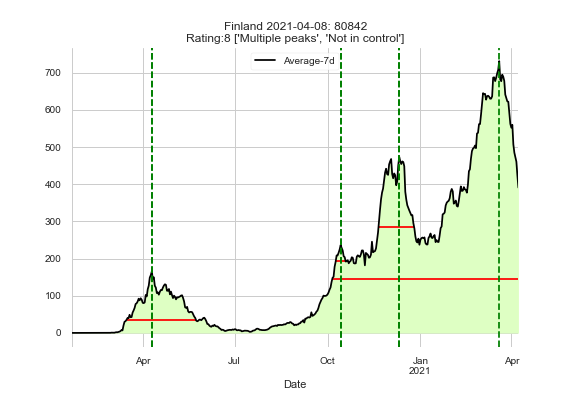 Finland 2021-04-08: 80842
Rating:8 ['Multiple peaks', 'Not in control']
Average-7d
700
600
500
400
300
200
100
0
Apr
Jul
Oct
Jan
2021
Apr
Date